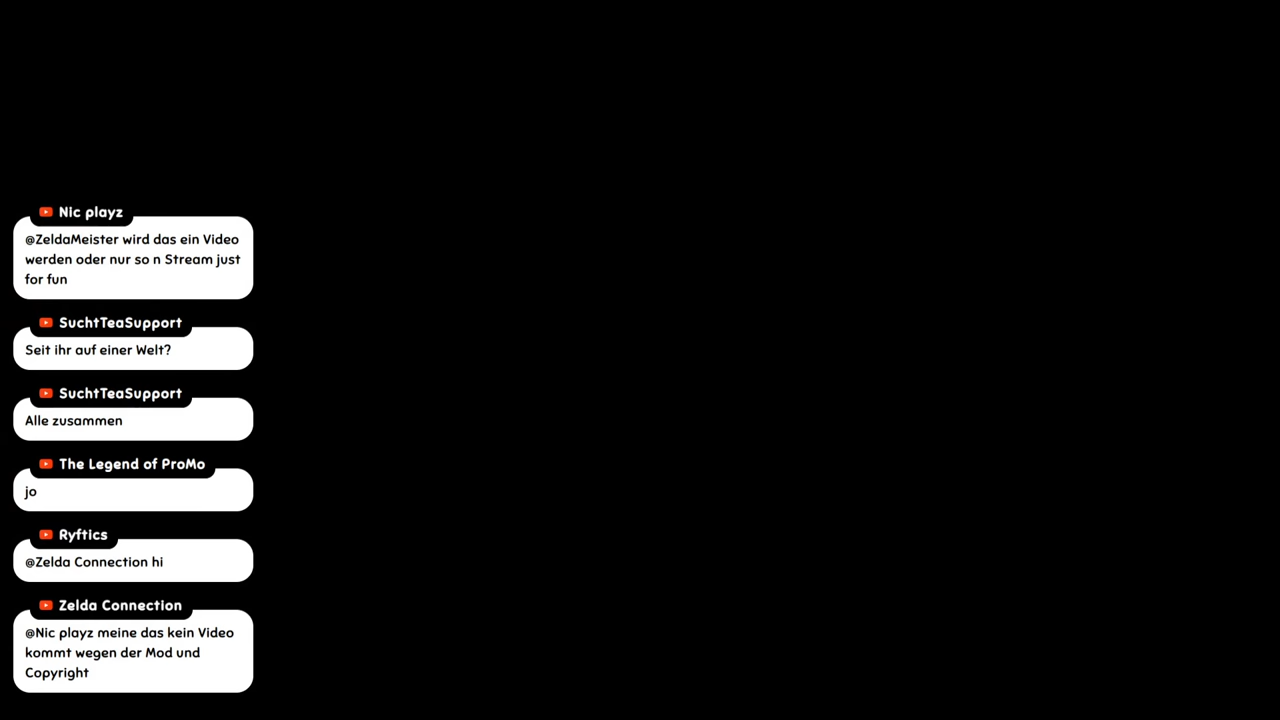 Nic playz
@ZeldaMeister wird das ein Video
werden oder nur so n Stream just
for fun
SuchtTeaSupport
Seit ihr auf einer Welt?
SuchtTeaSupport
Alle zusammen
The Legend of ProMo
jo
Ryftics
@Zelda Connection hi
Zelda Connection
@Nic playz meine das kein Video
kommt wegen der Mod und
Copyright